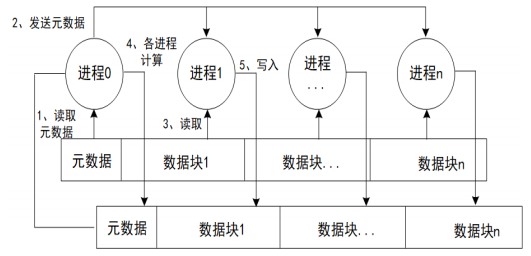 2、发送元数据
4、各进程
计算
进程0
进程1
5、写入
进程
...
进程n
1、读取
元数据
3、读取
元数据
数据块1
数据块...
数据块n
元数据
数据块1
数据块...
数据块n